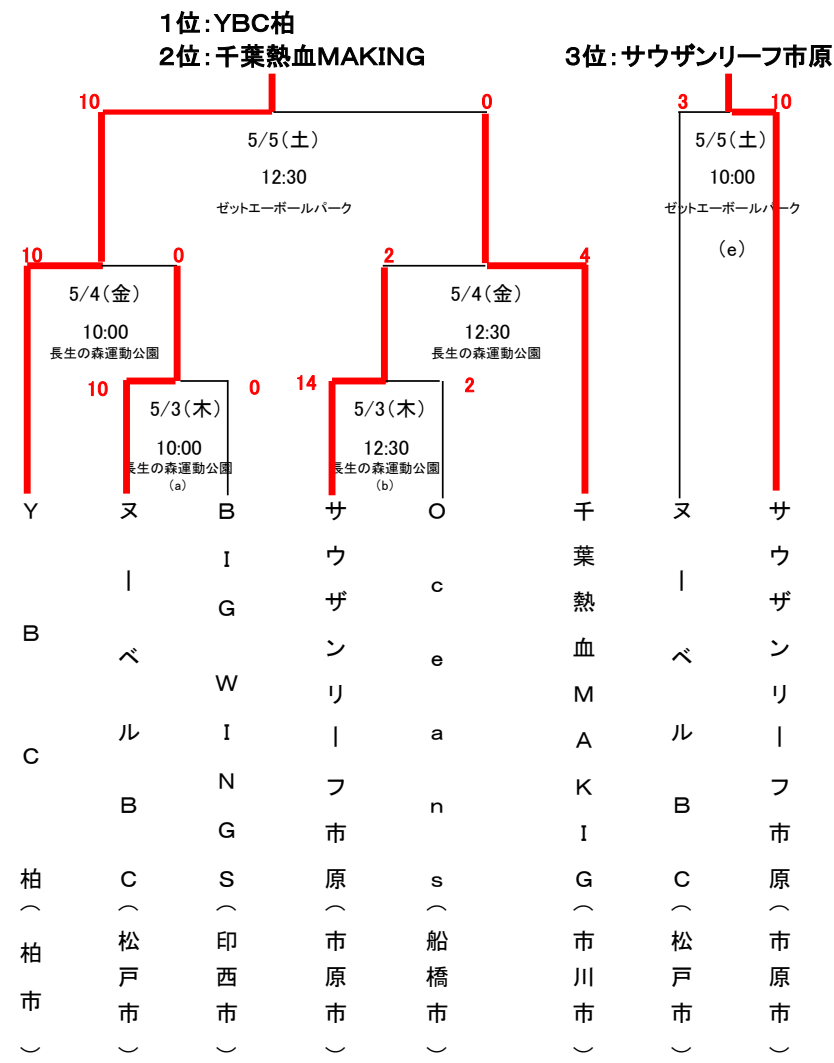 1位：YBC柏
2位：千葉熱血MAKING
3位：サウザンリーフ市原
10
0
3
10
5/5（土）
12:30
ゼットエーボールパーク
5/5（土）
10:00
ゼットエーボールパーク
（e）
10
0
2
4
5/4（金）
10:00
長生の森運動公園
5/4（金）
12:30
長生の森運動公園
10
0
14
2
5/3（木）
10:00
長生の森運動公園
（a）
5/3（木）
12:30
長生の森運動公園
（b）
YBC柏（柏市）
ヌーベルBC（松戸市）
BIG WINGS（印西市）
サウザンリーフ市原（市原市）
Oceans（船橋市）
千葉熱血MAKIG（市川市）
ヌーベルBC（松戸市）
サウザンリーフ市原（市原市）